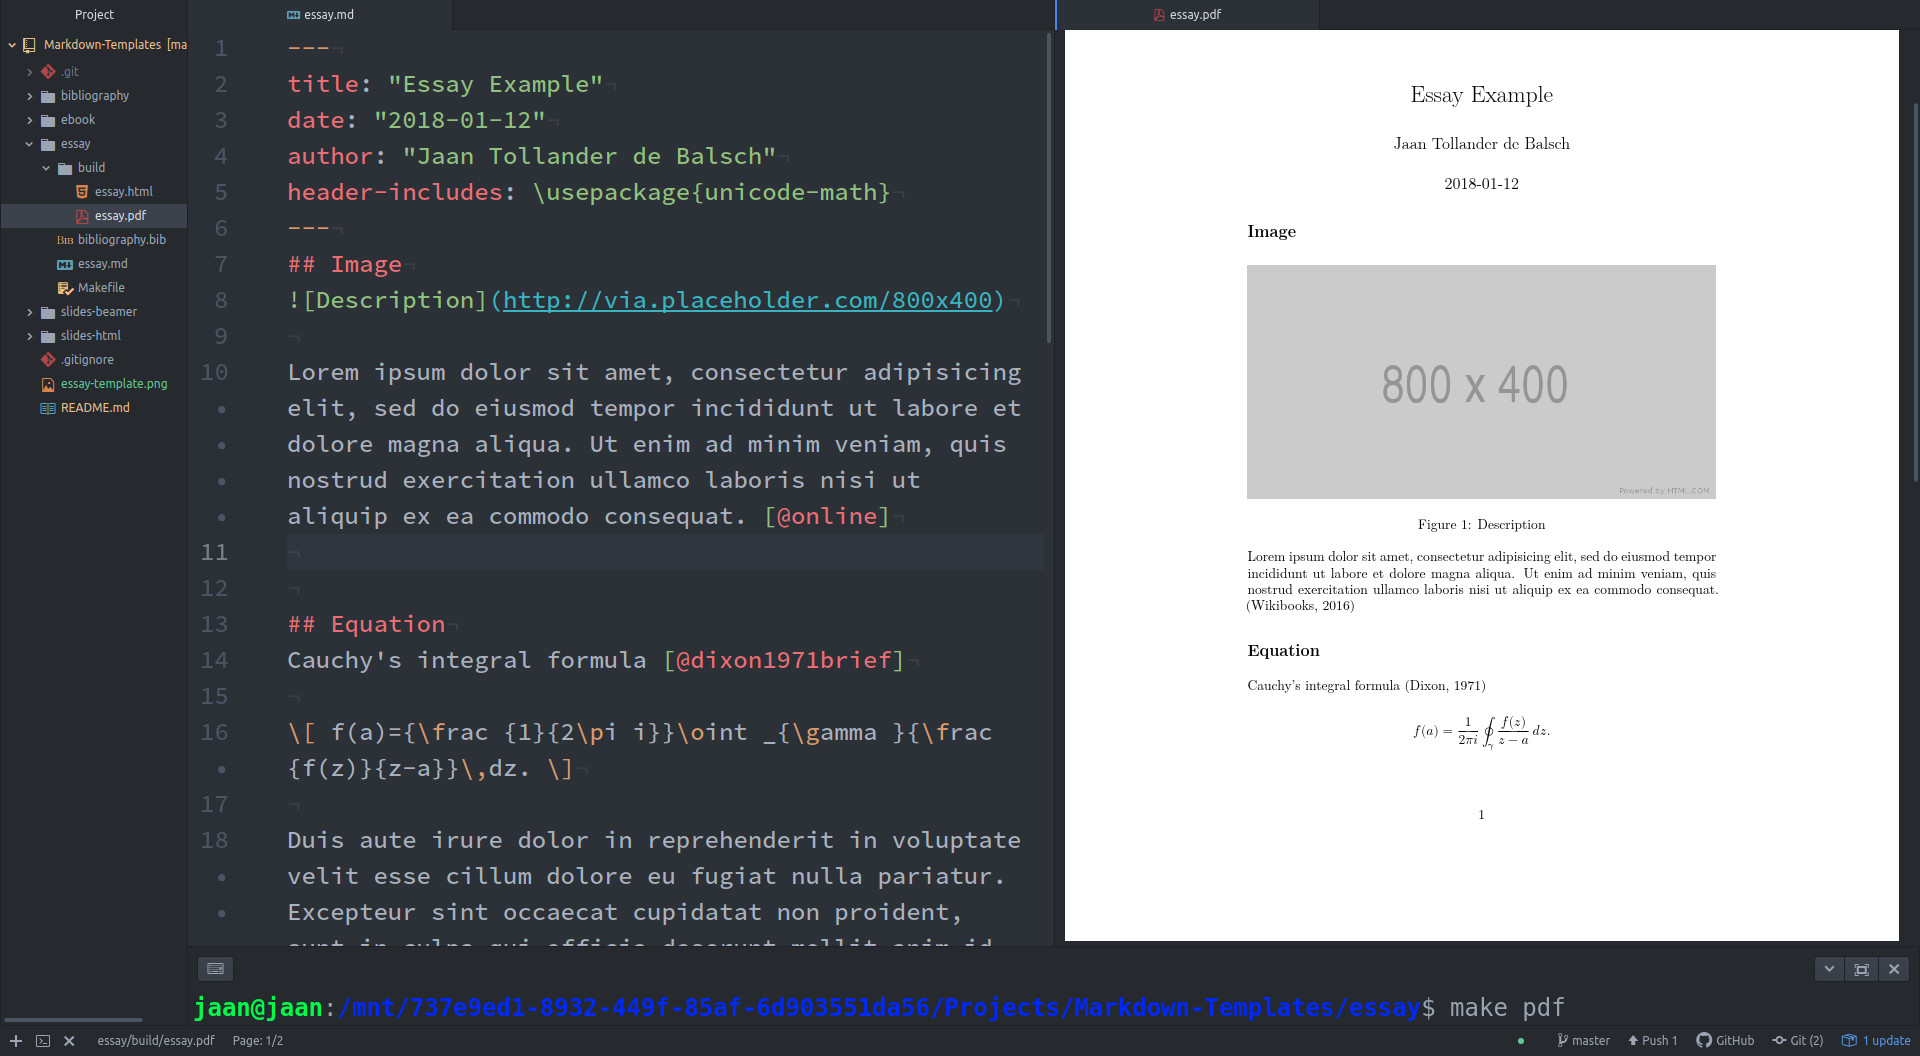 Project
Markdown-Templates [ma
.git
bibliography
ebook
essay
build
essay.html
essay.pdf
bibliography.bib
essay.md
Makefile
slides-beamer
slides-html
.gitignore
essay-template.png
README.md
essay.md
1 ---
2 title: "Essay Example"
3 date: "2018-01-12"
4 author: "Jaan Tollander de Balsch"
5 header-includes: \usepackage{unicode-math}
6 ---
7 ## Image
8 ![Description](http://via.placeholder.com/800x400)
9
10 Lorem ipsum dolor sit amet, consectetur adipisicing
elit, sed do eiusmod tempor incididunt ut labore et
dolore magna aliqua. Ut enim ad minim veniam, quis
nostrud exercitation ullamco laboris nisi ut
aliquip ex ea commodo consequat. [@online]
11
12
13 ## Equation
14 Cauchy's integral formula [@dixon1971brief]
15
16 \[ f(a)={\frac {1}{2\pi i}}\oint _{\gamma }{\frac
{f(z)}{z-a}}\,dz. \]
17
18 Duis aute irure dolor in reprehenderit in voluptate
velit esse cillum dolore eu fugiat nulla pariatur.
Excepteur sint occaecat cupidatat non proident,
essay.pdf
Essay Example
Jaan Tollander de Balsch
2018-01-12
Image
800 x 400
Powered by HTML.COM
Figure 1: Description
Lorem ipsum dolor sit amet, consectetur adipisicing elit, sed do eiusmod tempor
incididunt ut labore et dolore magna aliqua. Ut enim ad minim veniam, quis
nostrud exercitation ullamco laboris nisi ut aliquip ex ea commodo consequat.
(Wikibooks, 2016)
Equation
Cauchy's integral formula (Dixon, 1971)
f(a) = 1/2πi ∮γ f(z)/z − a dz.
1
jaan@jaan:/mnt/737e9ed1-8932-449f-85af-6d903551da56/Projects/Markdown-Templates/essay$ make pdf
essay/build/essay.pdf Page: 1/2
master Push 1 GitHub Git (2) 1 update